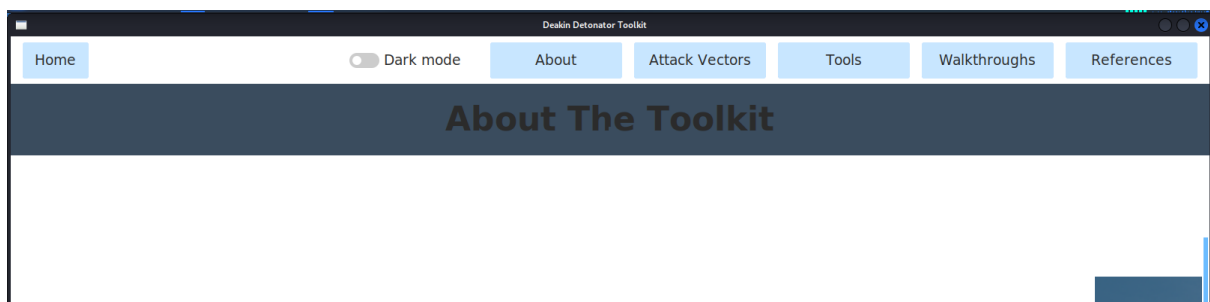 Deakin Detonator Toolkit
Home Dark mode About Attack Vectors Tools Walkthroughs References
About The Toolkit